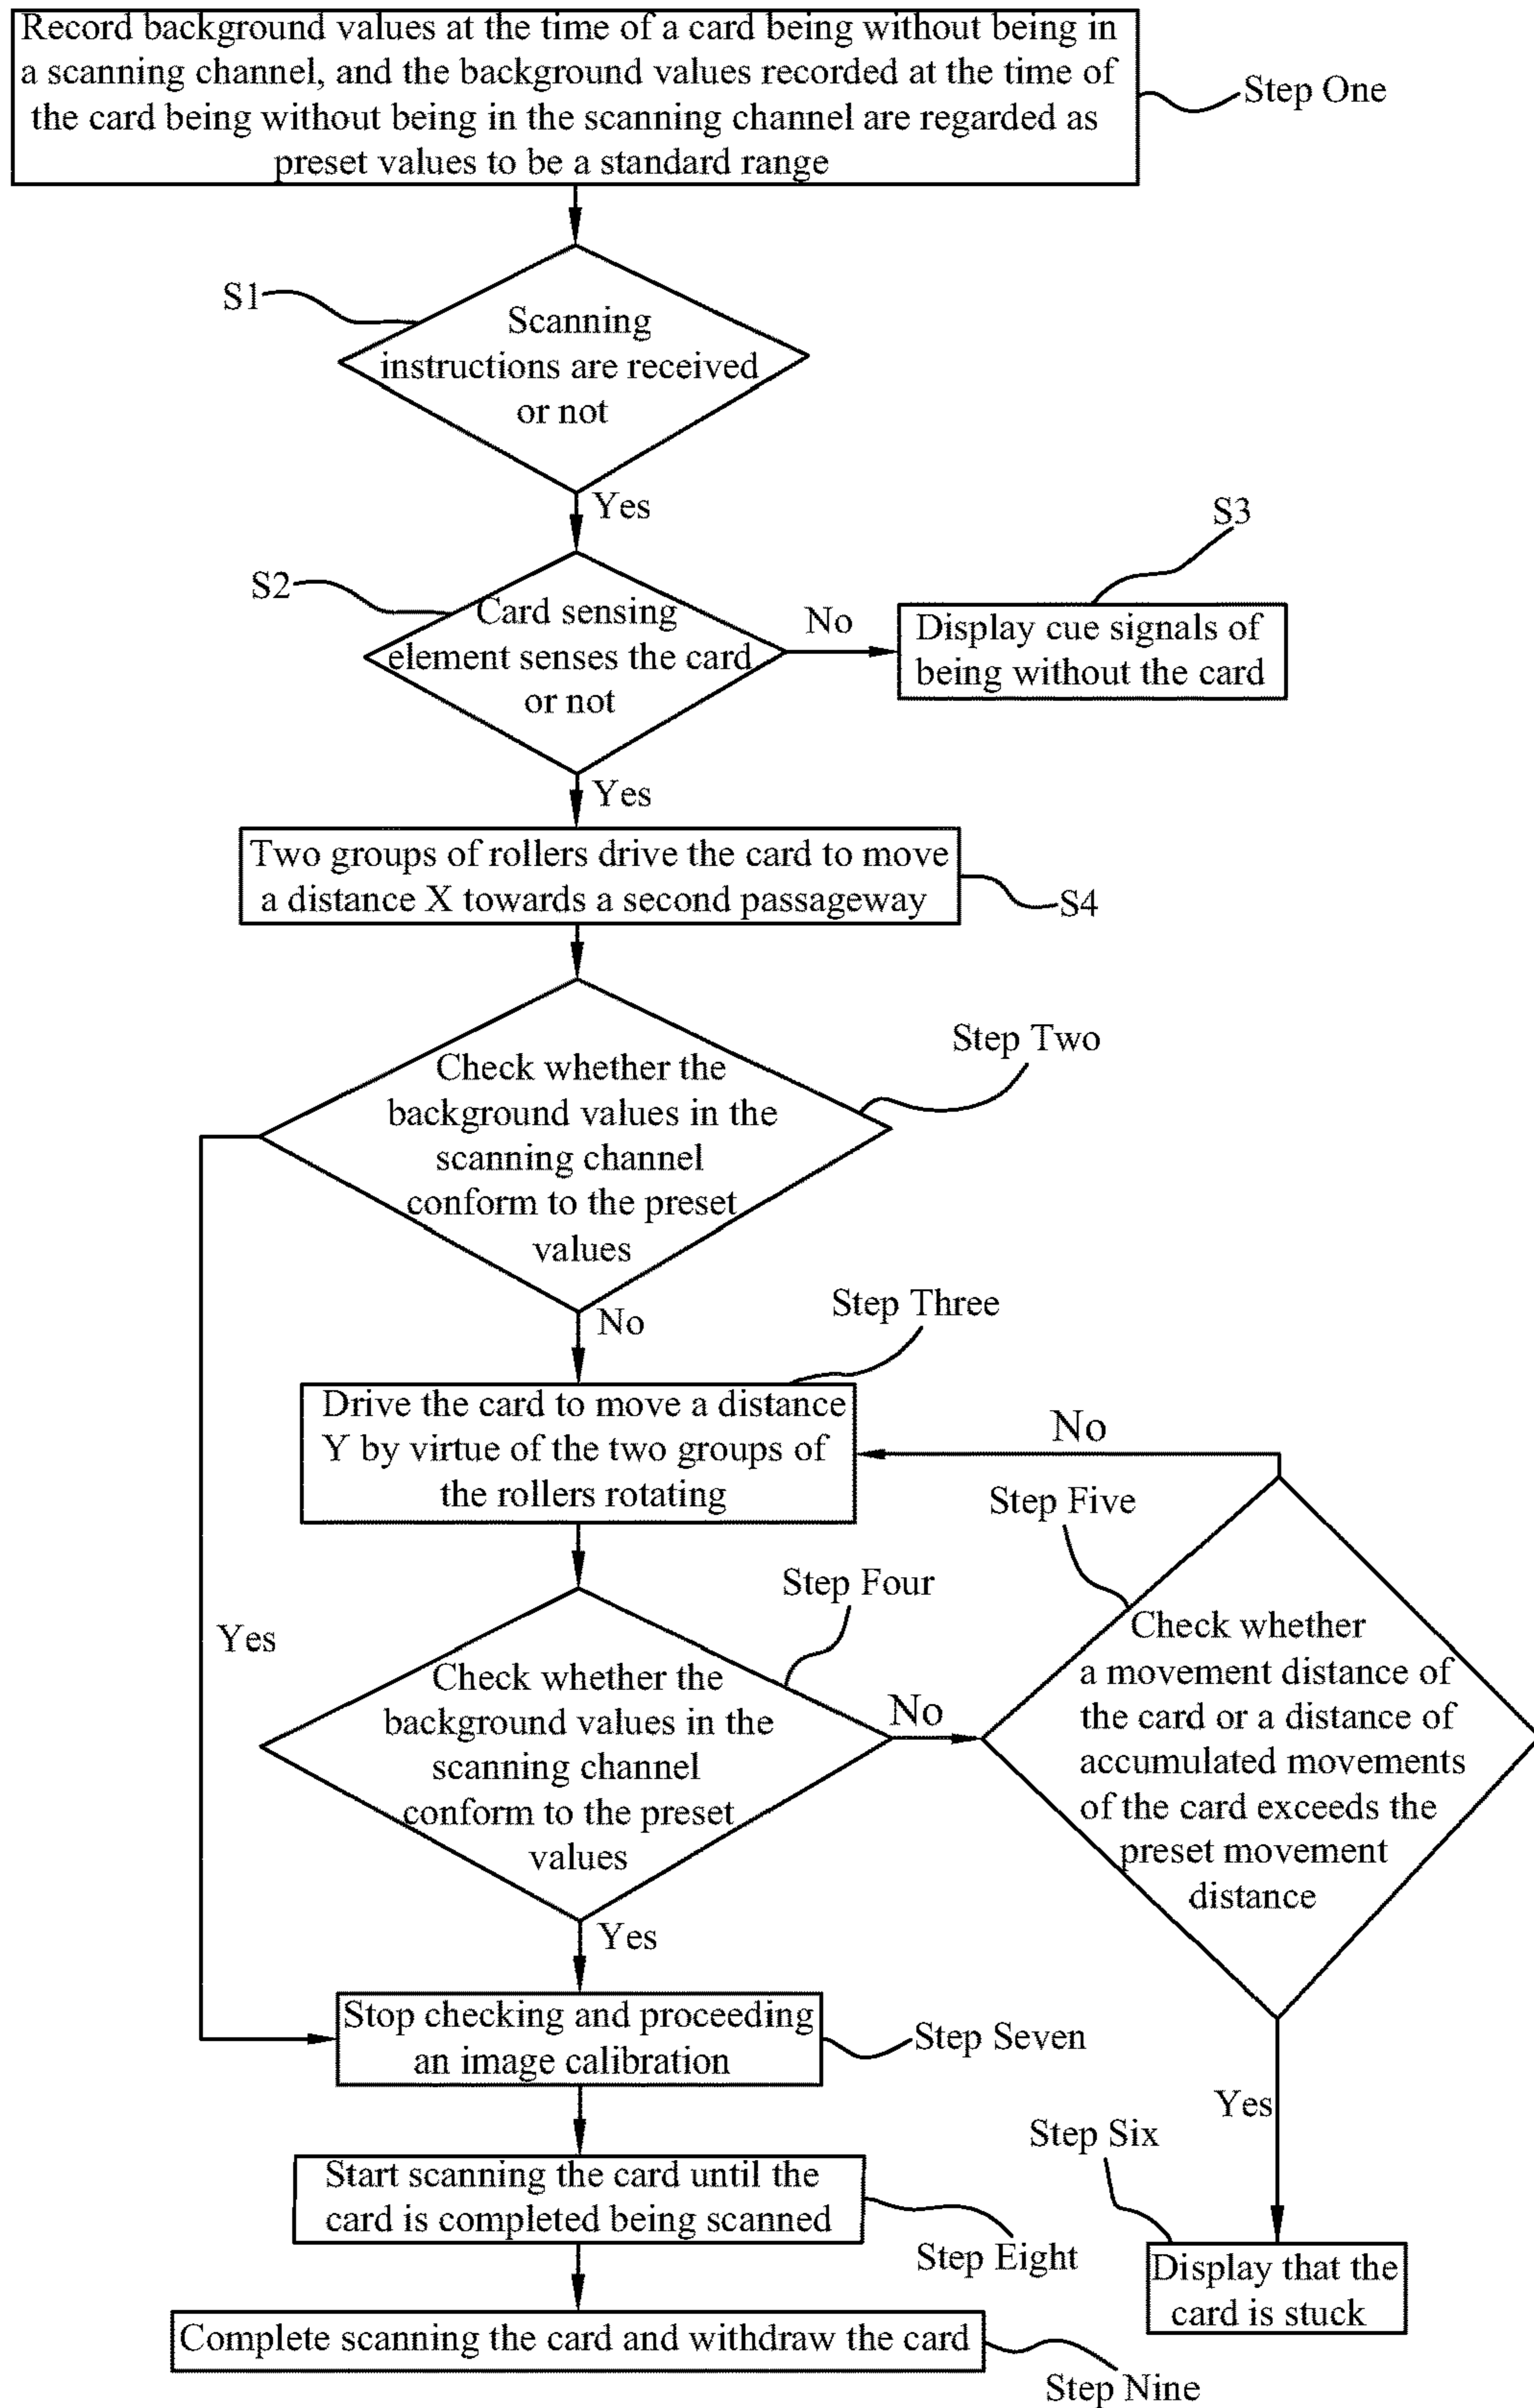 Record background values at the time of a card being without being in
a scanning channel, and the background values recorded at the time of
the card being without being in the scanning channel are regarded as
preset values to be a standard range
Step One
S1
Scanning
instructions are received
or not
Yes
S3
S2
Card sensing
element senses the card
or not
No
Display cue signals of
being without the card
Yes
Two groups of rollers drive the card to move
a distance X towards a second passageway
S4
Step Two
Check whether the
background values in the
scanning channel
conform to the preset
values
No
Step Three
Drive the card to move a distance
Y by virtue of the two groups of
the rollers rotating
No
Step Five
Step Four
Yes
Check whether the
background values in the
scanning channel
conform to the preset
values
No
Check whether
a movement distance of
the card or a distance of
accumulated movements
of the card exceeds the
preset movement
distance
Yes
Stop checking and proceeding
an image calibration
Step Seven
Yes
Step Six
Start scanning the card until the
card is completed being scanned
Step Eight
Display that the
card is stuck
Complete scanning the card and withdraw the card
Step Nine